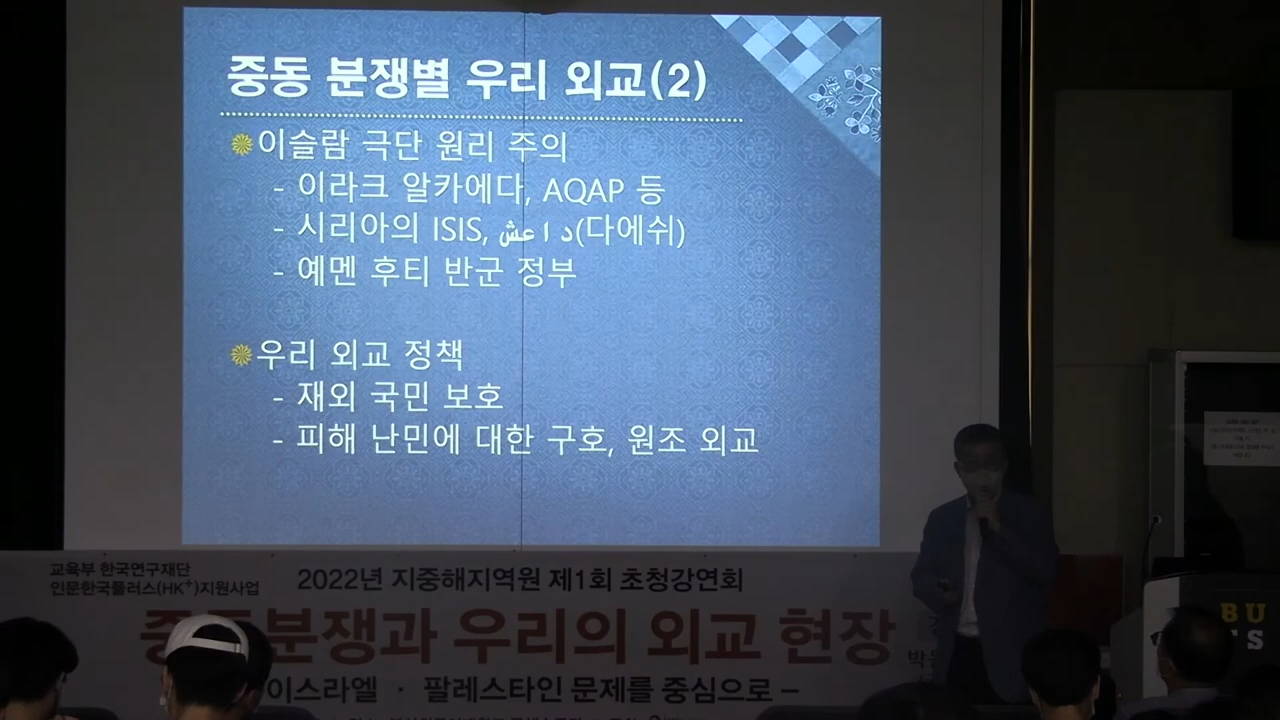 중동 분쟁별 우리 외교(2)
이슬람 극단 원리 주의
- 이라크 알카에다, AQAP 등
- 시리아의 ISIS, داعش(다에쉬)
- 예멘 후티 반군 정부
우리 외교 정책
- 재외 국민 보호
- 피해 난민에 대한 구호, 원조 외교
교육부 한국연구재단
인문한국플러스(HK⁺)지원사업
2022년 지중해지역원 제1회 초청강연회
중동분쟁과 우리의 외교 현장
이스라엘 · 팔레스타인 문제를 중심으로 –
BU
S